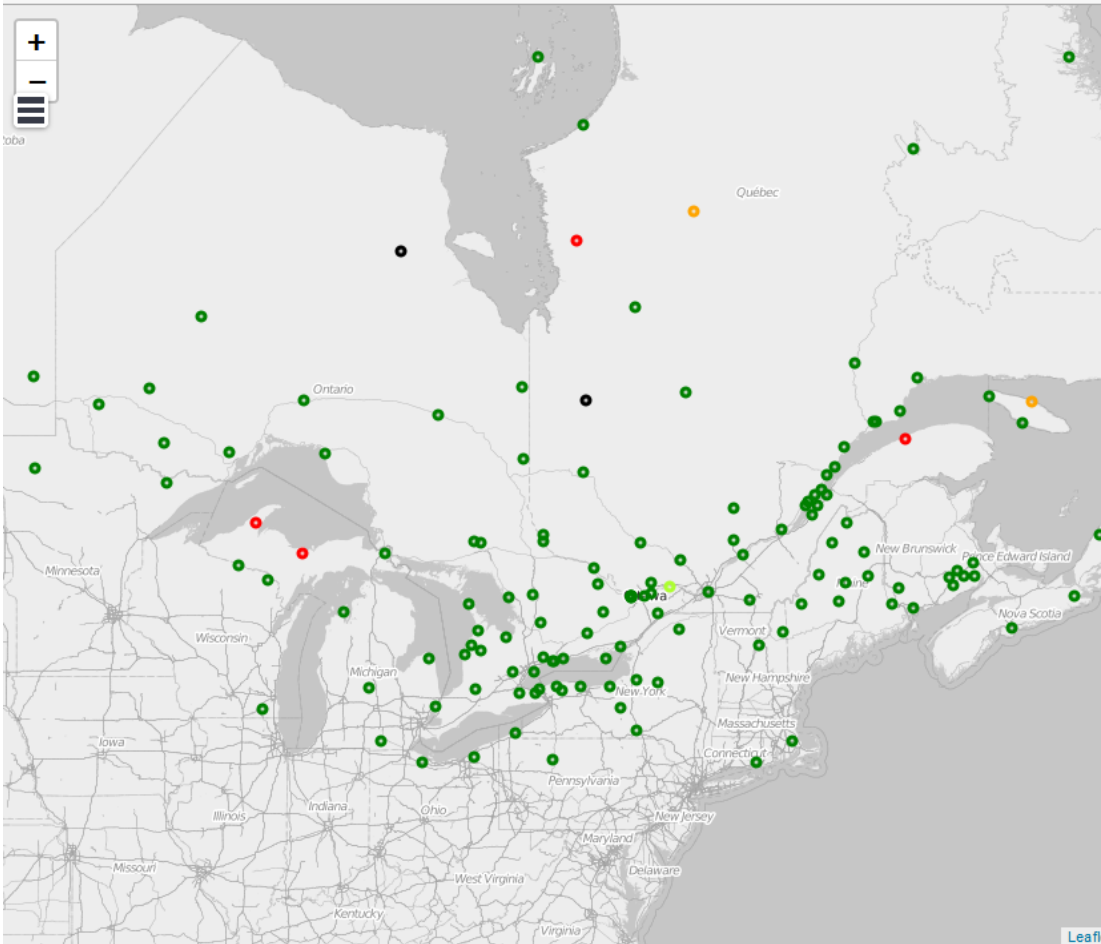 +
−
toba
Québec
Ontario
Minnesota
New Brunswick
Prince Edward Island
Maine
Wisconsin
Nova Scotia
Vermont
Michigan
New Hampshire
New York
Massachusetts
Iowa
Connecticut
Pennsylvania
Indiana
Ohio
Illinois
New Jersey
Maryland
Missouri
Delaware
West Virginia
Kentucky
Virginia
Leafl